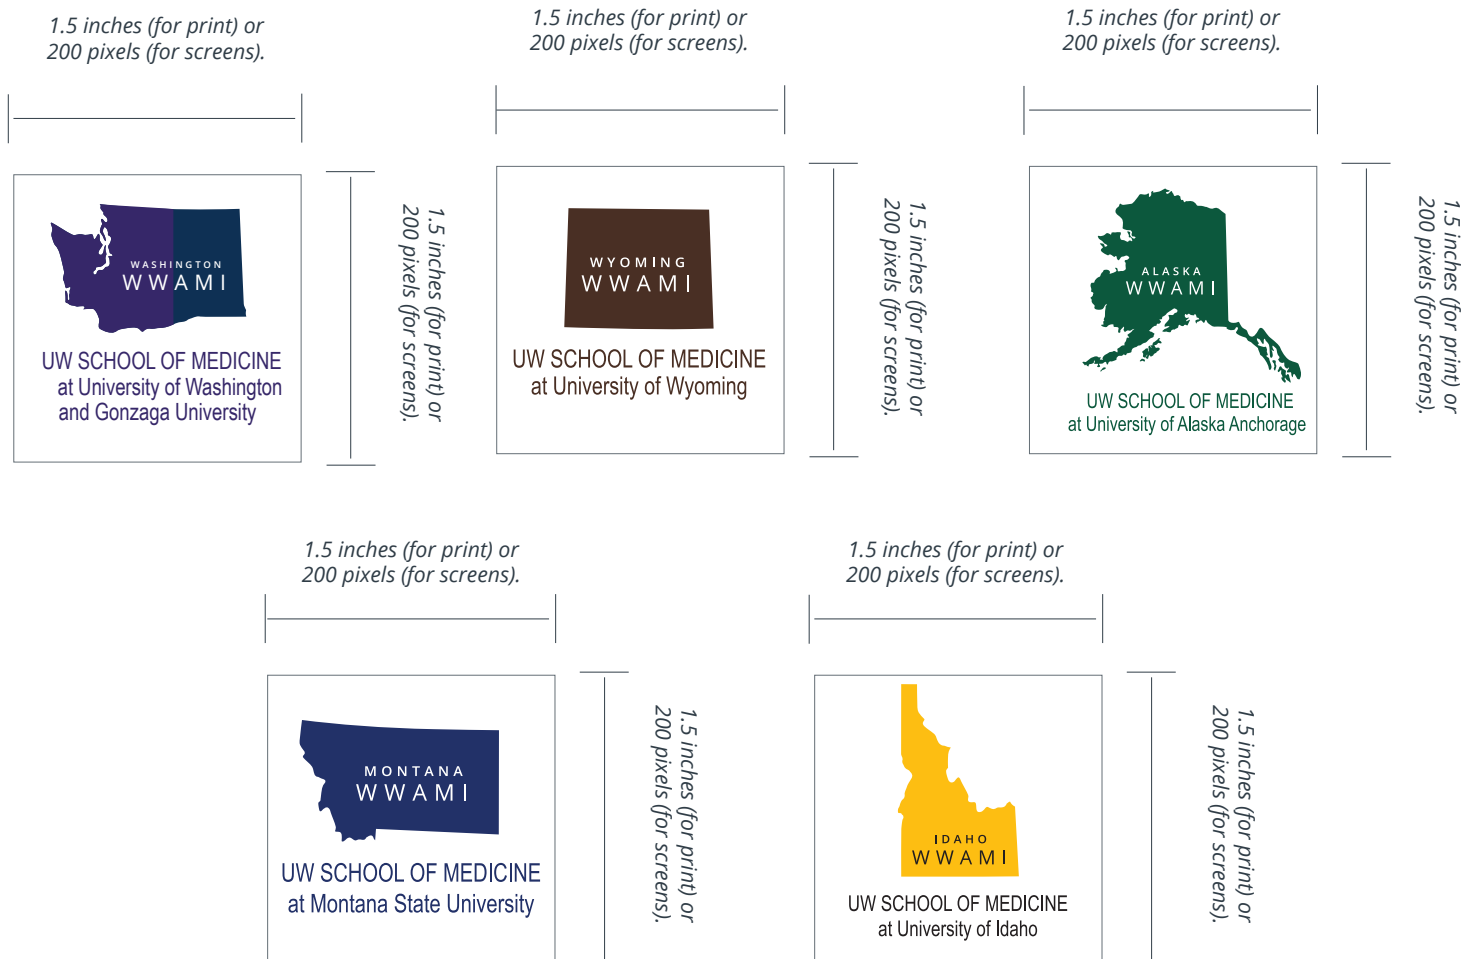 1.5 inches (for print) or
200 pixels (for screens).
1.5 inches (for print) or
200 pixels (for screens).
1.5 inches (for print) or
200 pixels (for screens).
WASHINGTON
WWAMI
UW SCHOOL OF MEDICINE
at University of Washington
and Gonzaga University
1.5 inches (for print) or
200 pixels (for screens).
WYOMING
WWAMI
UW SCHOOL OF MEDICINE
at University of Wyoming
1.5 inches (for print) or
200 pixels (for screens).
ALASKA
WWAMI
UW SCHOOL OF MEDICINE
at University of Alaska Anchorage
1.5 inches (for print) or
200 pixels (for screens).
1.5 inches (for print) or
200 pixels (for screens).
1.5 inches (for print) or
200 pixels (for screens).
MONTANA
WWAMI
UW SCHOOL OF MEDICINE
at Montana State University
1.5 inches (for print) or
200 pixels (for screens).
IDAHO
WWAMI
UW SCHOOL OF MEDICINE
at University of Idaho
1.5 inches (for print) or
200 pixels (for screens).